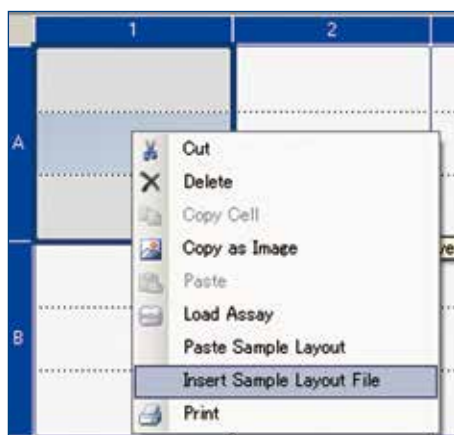 1 2
A
Cut
Delete
Copy Cell
Copy as Image
Paste
Load Assay
B
Paste Sample Layout
Insert Sample Layout File
Print